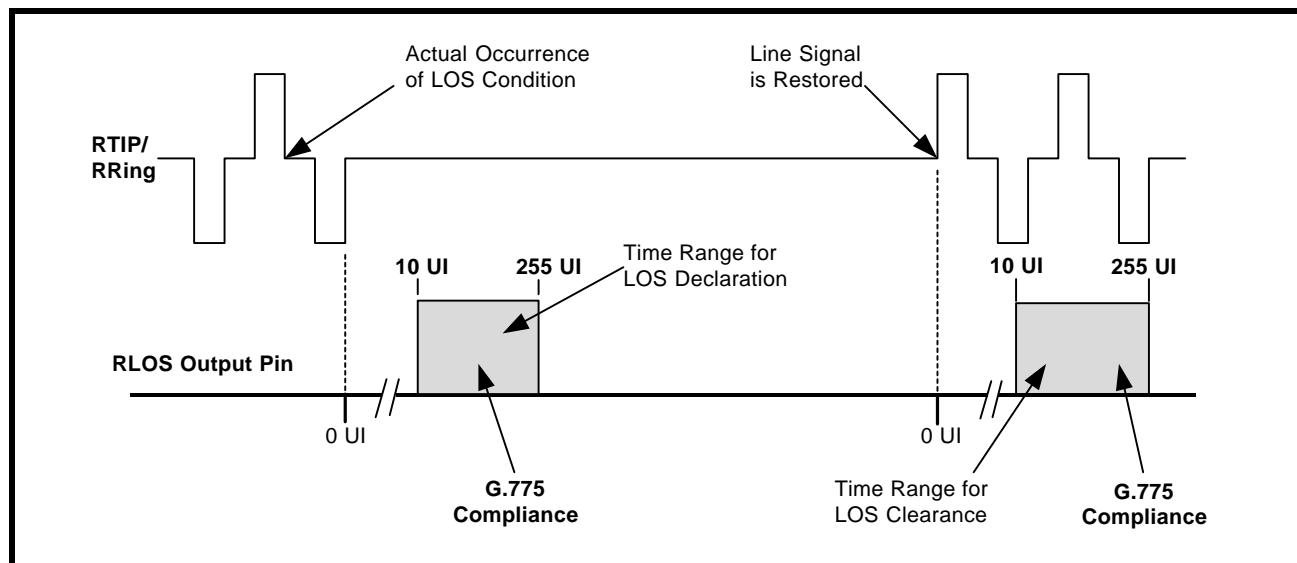 Actual Occurrence
of LOS Condition
Line Signal
is Restored
RTIP/
RRing
10 UI
255 UI
Time Range for
LOS Declaration
10 UI
255 UI
RLOS Output Pin
0 UI
0 UI
G.775
Compliance
Time Range for
LOS Clearance
G.775
Compliance